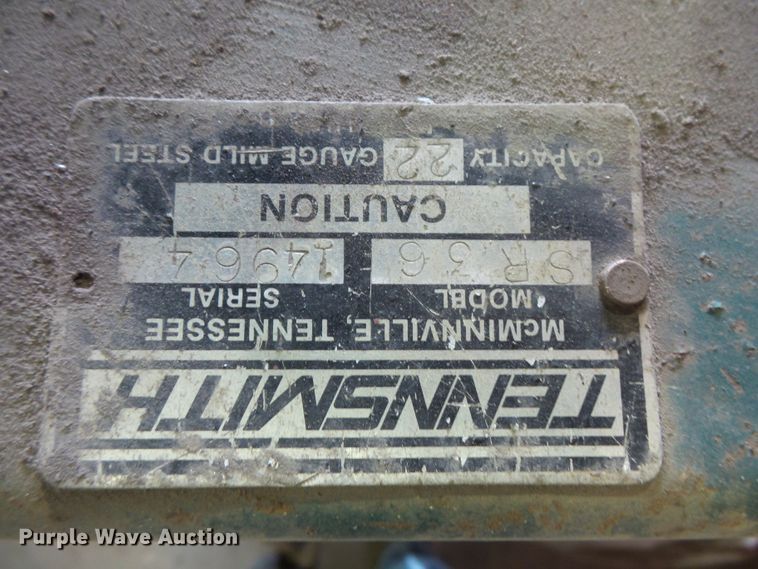 TENNSMITH
McMINNVILLE, TENNESSEE
MODEL SERIAL
SR36 14964
CAUTION
CAPACITY 22 GAUGE MILD STEEL
Purple Wave Auction